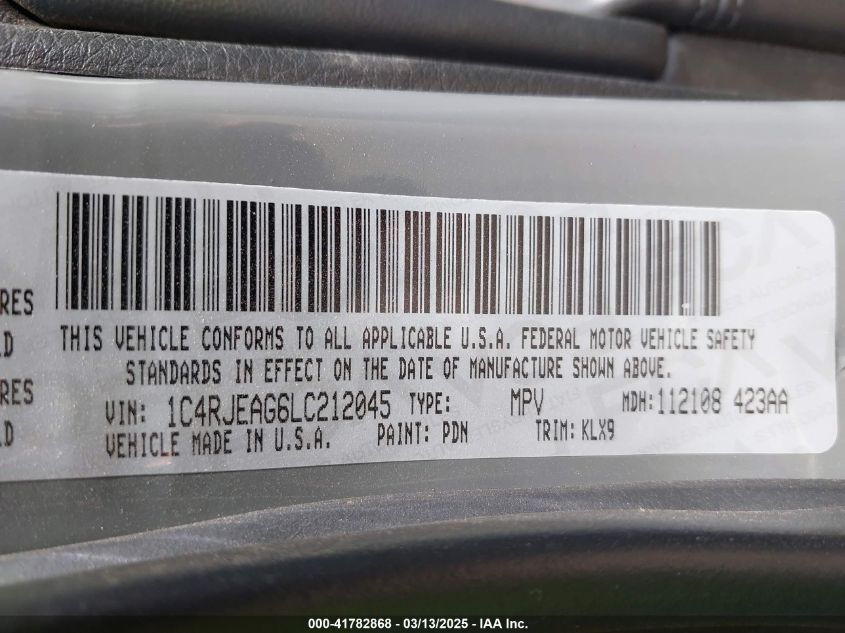 RES
LD
RES
LD
THIS VEHICLE CONFORMS TO ALL APPLICABLE U.S.A. FEDERAL MOTOR VEHICLE SAFETY
STANDARDS IN EFFECT ON THE DATE OF MANUFACTURE SHOWN ABOVE.
VIN: 1C4RJEAG6LC212045 TYPE: MPV MDH:112108 423AA
VEHICLE MADE IN U.S.A. PAINT: PDN TRIM:KLX9
000-41782868 - 03/13/2025 - IAA Inc.